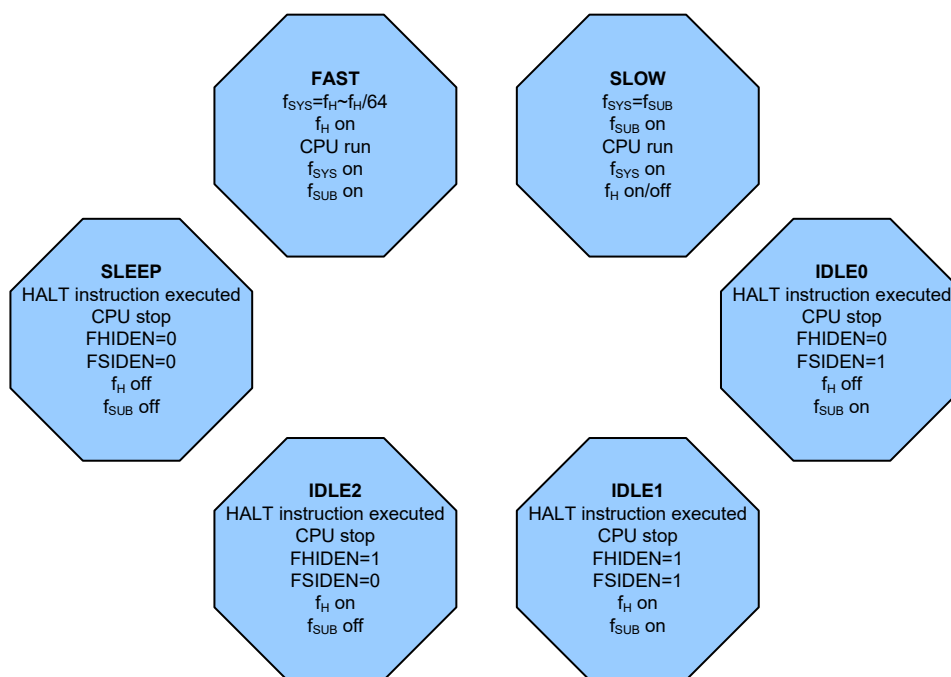 FAST
fSYS=fH~fH/64
fH on
CPU run
fSYS on
fSUB on
SLOW
fSYS=fSUB
fSUB on
CPU run
fSYS on
fH on/off
SLEEP
HALT instruction executed
CPU stop
FHIDEN=0
FSIDEN=0
fH off
fSUB off
IDLE0
HALT instruction executed
CPU stop
FHIDEN=0
FSIDEN=1
fH off
fSUB on
IDLE2
HALT instruction executed
CPU stop
FHIDEN=1
FSIDEN=0
fH on
fSUB off
IDLE1
HALT instruction executed
CPU stop
FHIDEN=1
FSIDEN=1
fH on
fSUB on